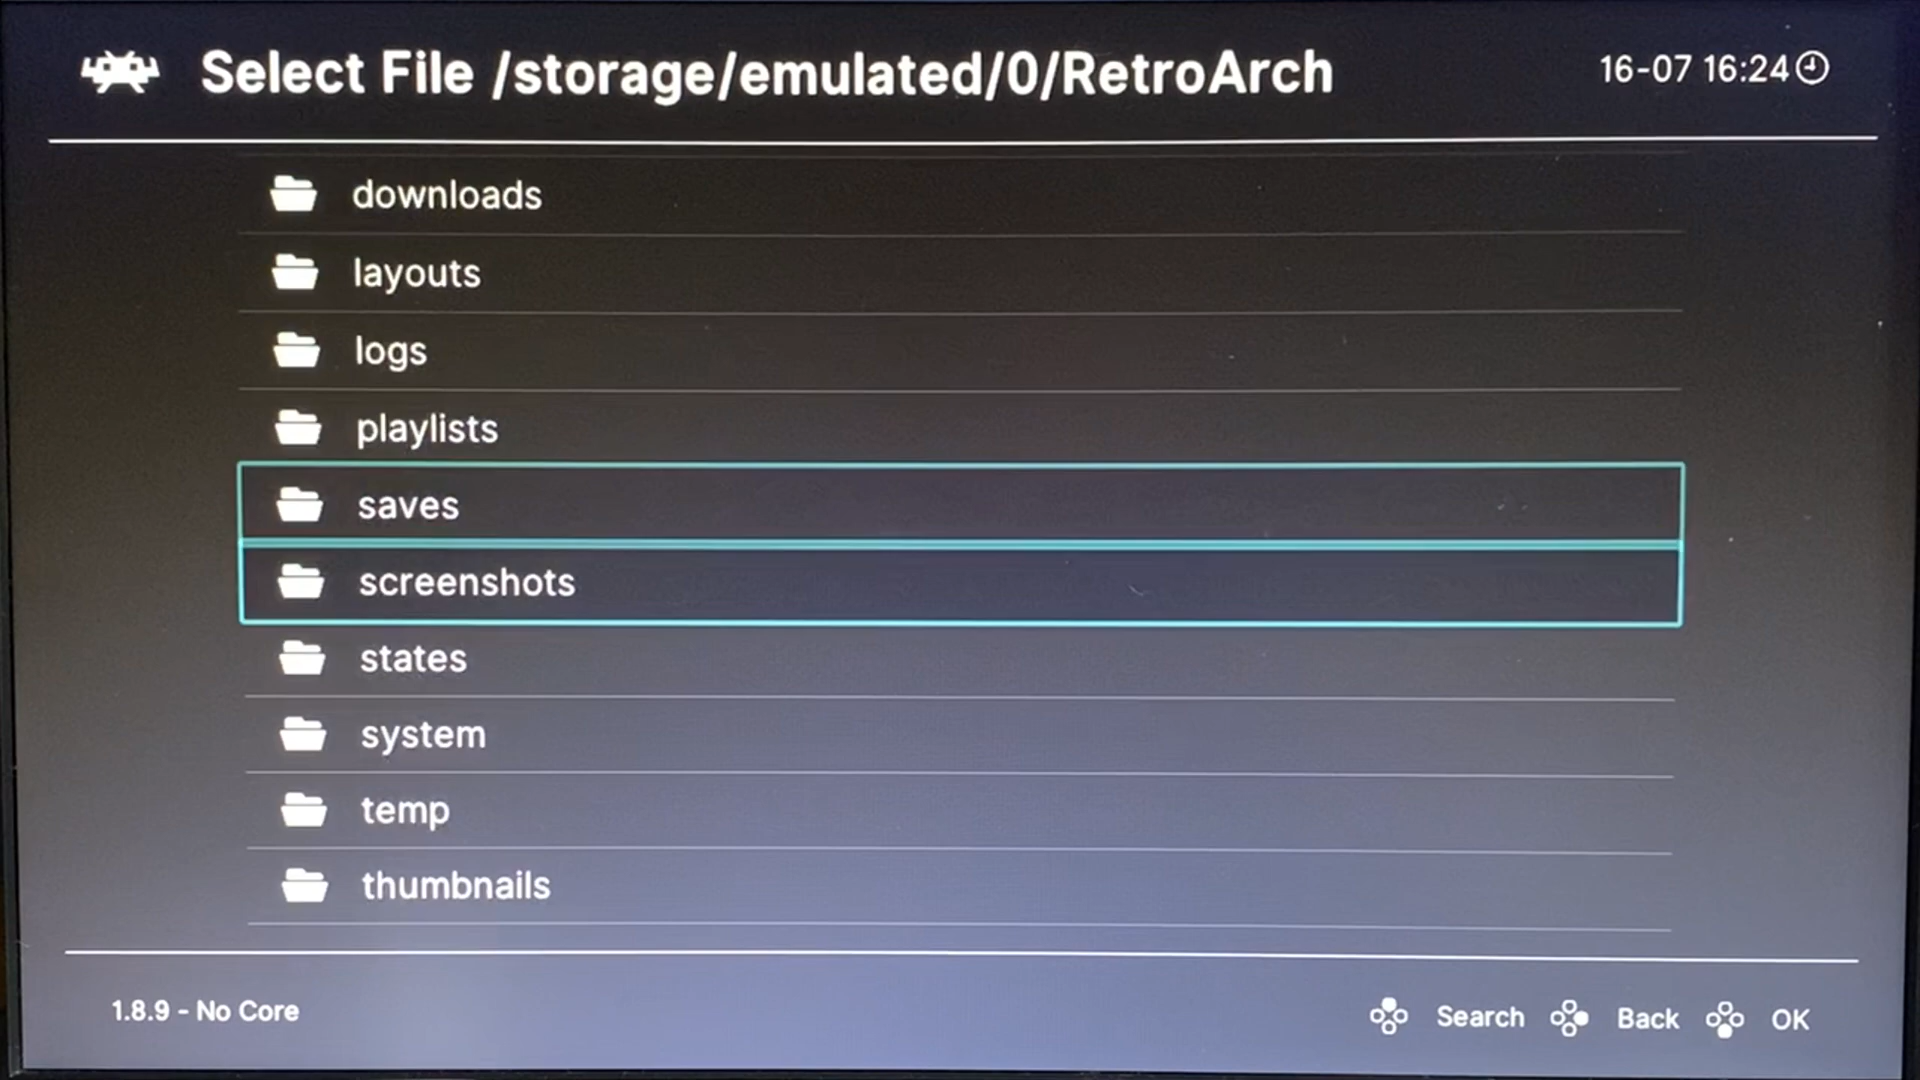 Select File /storage/emulated/0/RetroArch
16-07 16:24
downloads
layouts
logs
playlists
saves
screenshots
states
system
temp
thumbnails
1.8.9 - No Core
Search Back OK